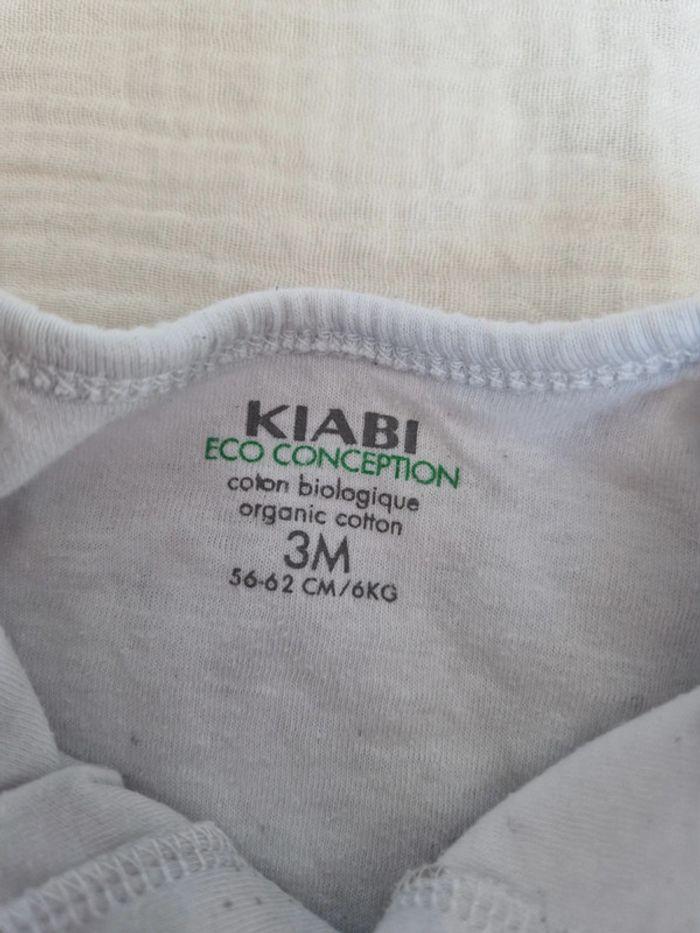 KIABI
ECO CONCEPTION
coton biologique
organic cotton
3M
56-62 CM/6KG